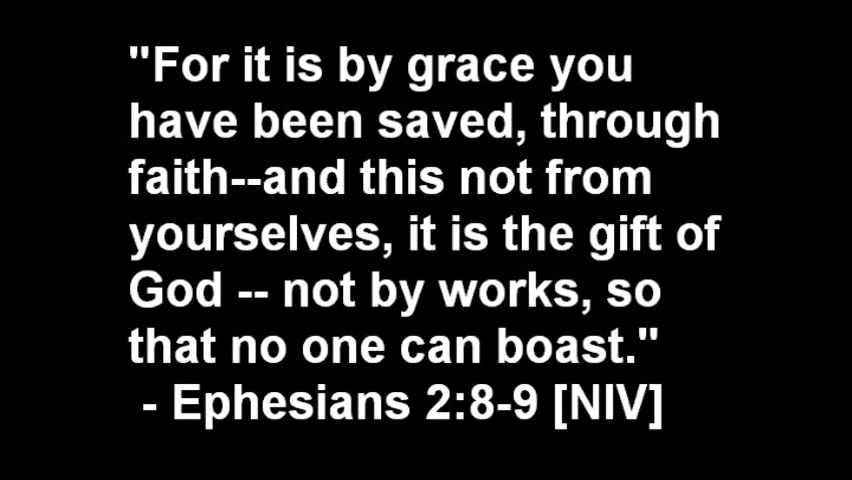 "For it is by grace you
have been saved, through
faith--and this not from
yourselves, it is the gift of
God -- not by works, so
that no one can boast."
- Ephesians 2:8-9 [NIV]